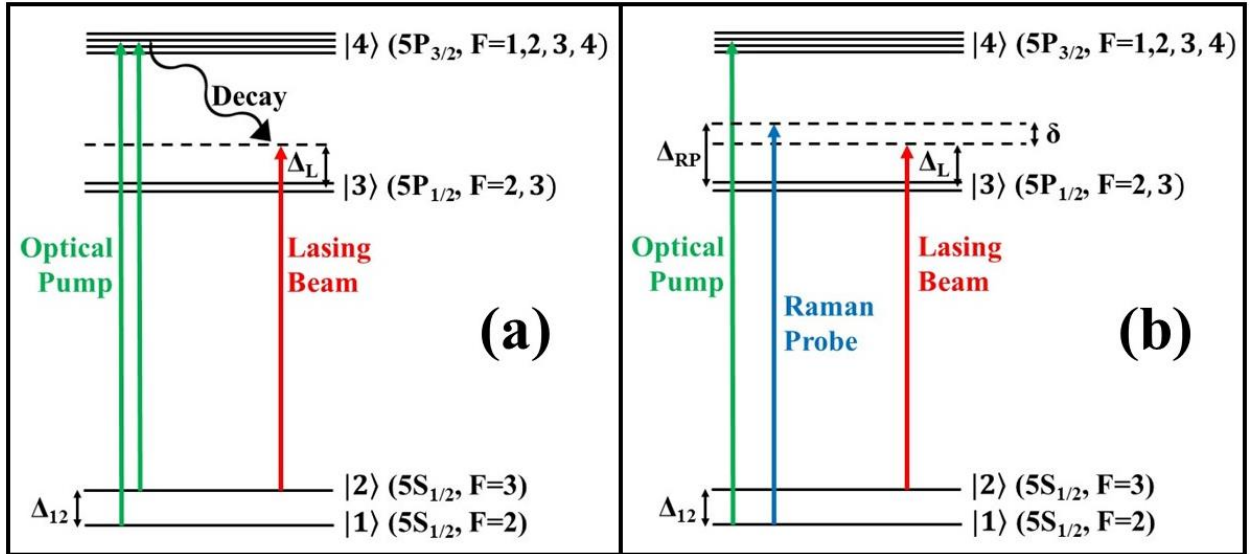 |4⟩ (5P3/2, F=1,2,3,4)
Decay
ΔL
|3⟩ (5P1/2, F=2,3)
Optical
Pump
Lasing
Beam
(a)
|2⟩ (5S1/2, F=3)
Δ12
|1⟩ (5S1/2, F=2)
|4⟩ (5P3/2, F=1,2,3,4)
δ
ΔRP
ΔL
|3⟩ (5P1/2, F=2,3)
Optical
Pump
Raman
Probe
Lasing
Beam
(b)
|2⟩ (5S1/2, F=3)
Δ12
|1⟩ (5S1/2, F=2)